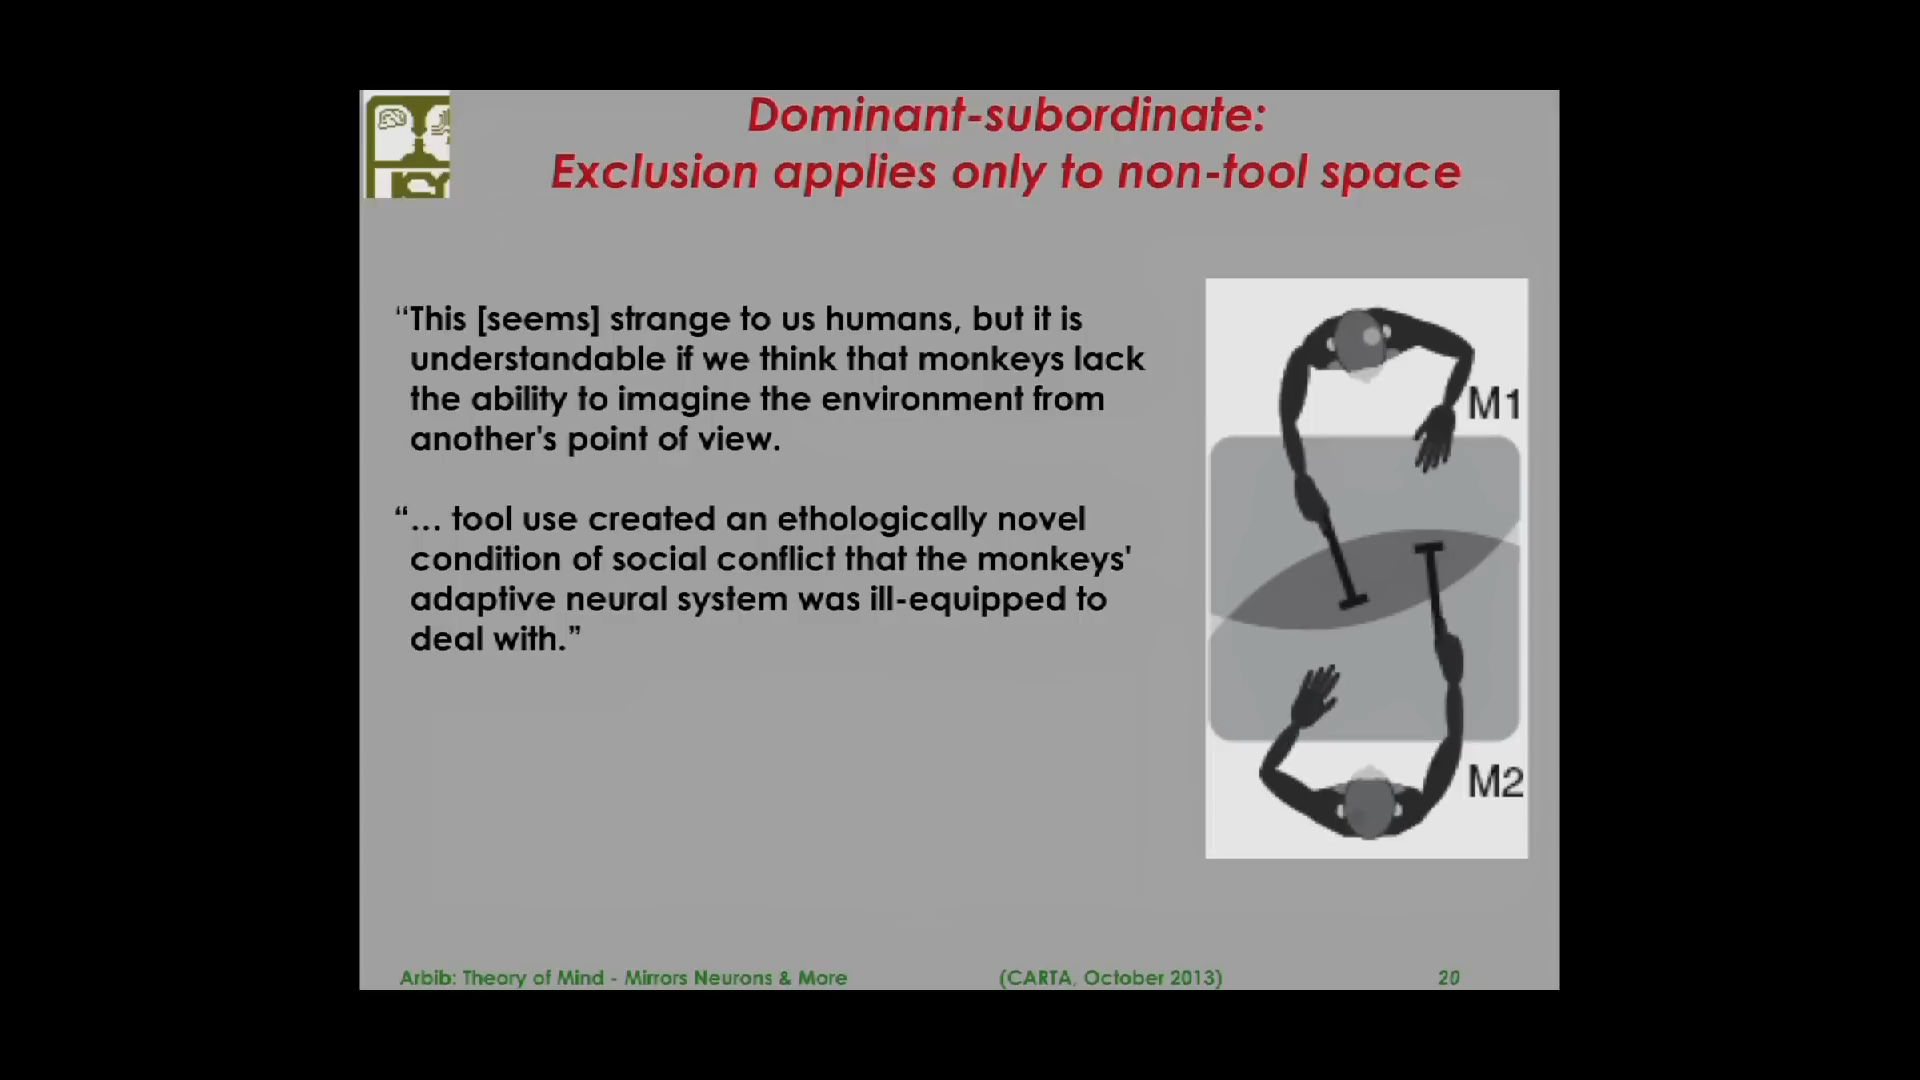 Dominant-subordinate:
Exclusion applies only to non-tool space
“This [seems] strange to us humans, but it is
understandable if we think that monkeys lack
the ability to imagine the environment from
another's point of view.
“... tool use created an ethologically novel
condition of social conflict that the monkeys'
adaptive neural system was ill-equipped to
deal with.”
M1
M2
Arbib: Theory of Mind - Mirrors Neurons & More (CARTA, October 2013) 20